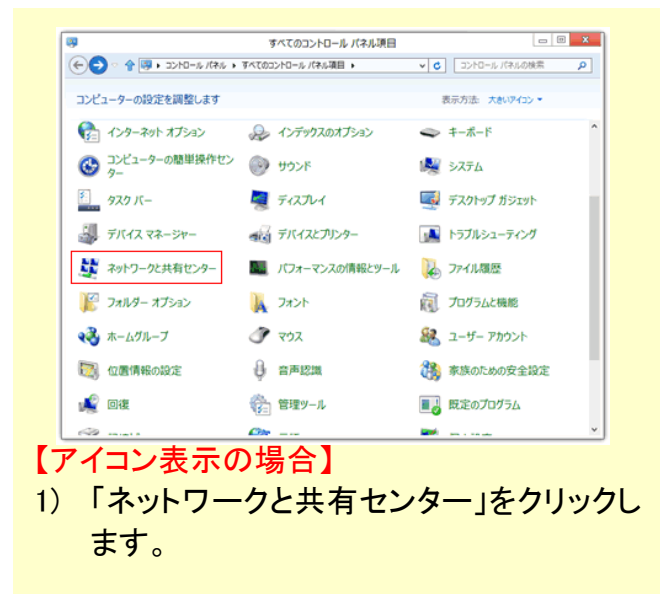 すべてのコントロール パネル項目
コントロール パネル ▸ すべてのコントロール パネル項目 ▸
コントロール パネルの検索
コンピューターの設定を調整します
表示方法: 大きいアイコン
インターネット オプション
インデックスのオプション
キーボード
コンピューターの簡単操作センター
サウンド
システム
タスク バー
ディスプレイ
デスクトップ ガジェット
デバイス マネージャー
デバイスとプリンター
トラブルシューティング
ネットワークと共有センター
パフォーマンスの情報とツール
ファイル履歴
フォルダー オプション
フォント
プログラムと機能
ホームグループ
マウス
ユーザー アカウント
位置情報の設定
音声認識
家族のための安全設定
回復
管理ツール
既定のプログラム
【アイコン表示の場合】
1) 「ネットワークと共有センター」をクリックし
ます。